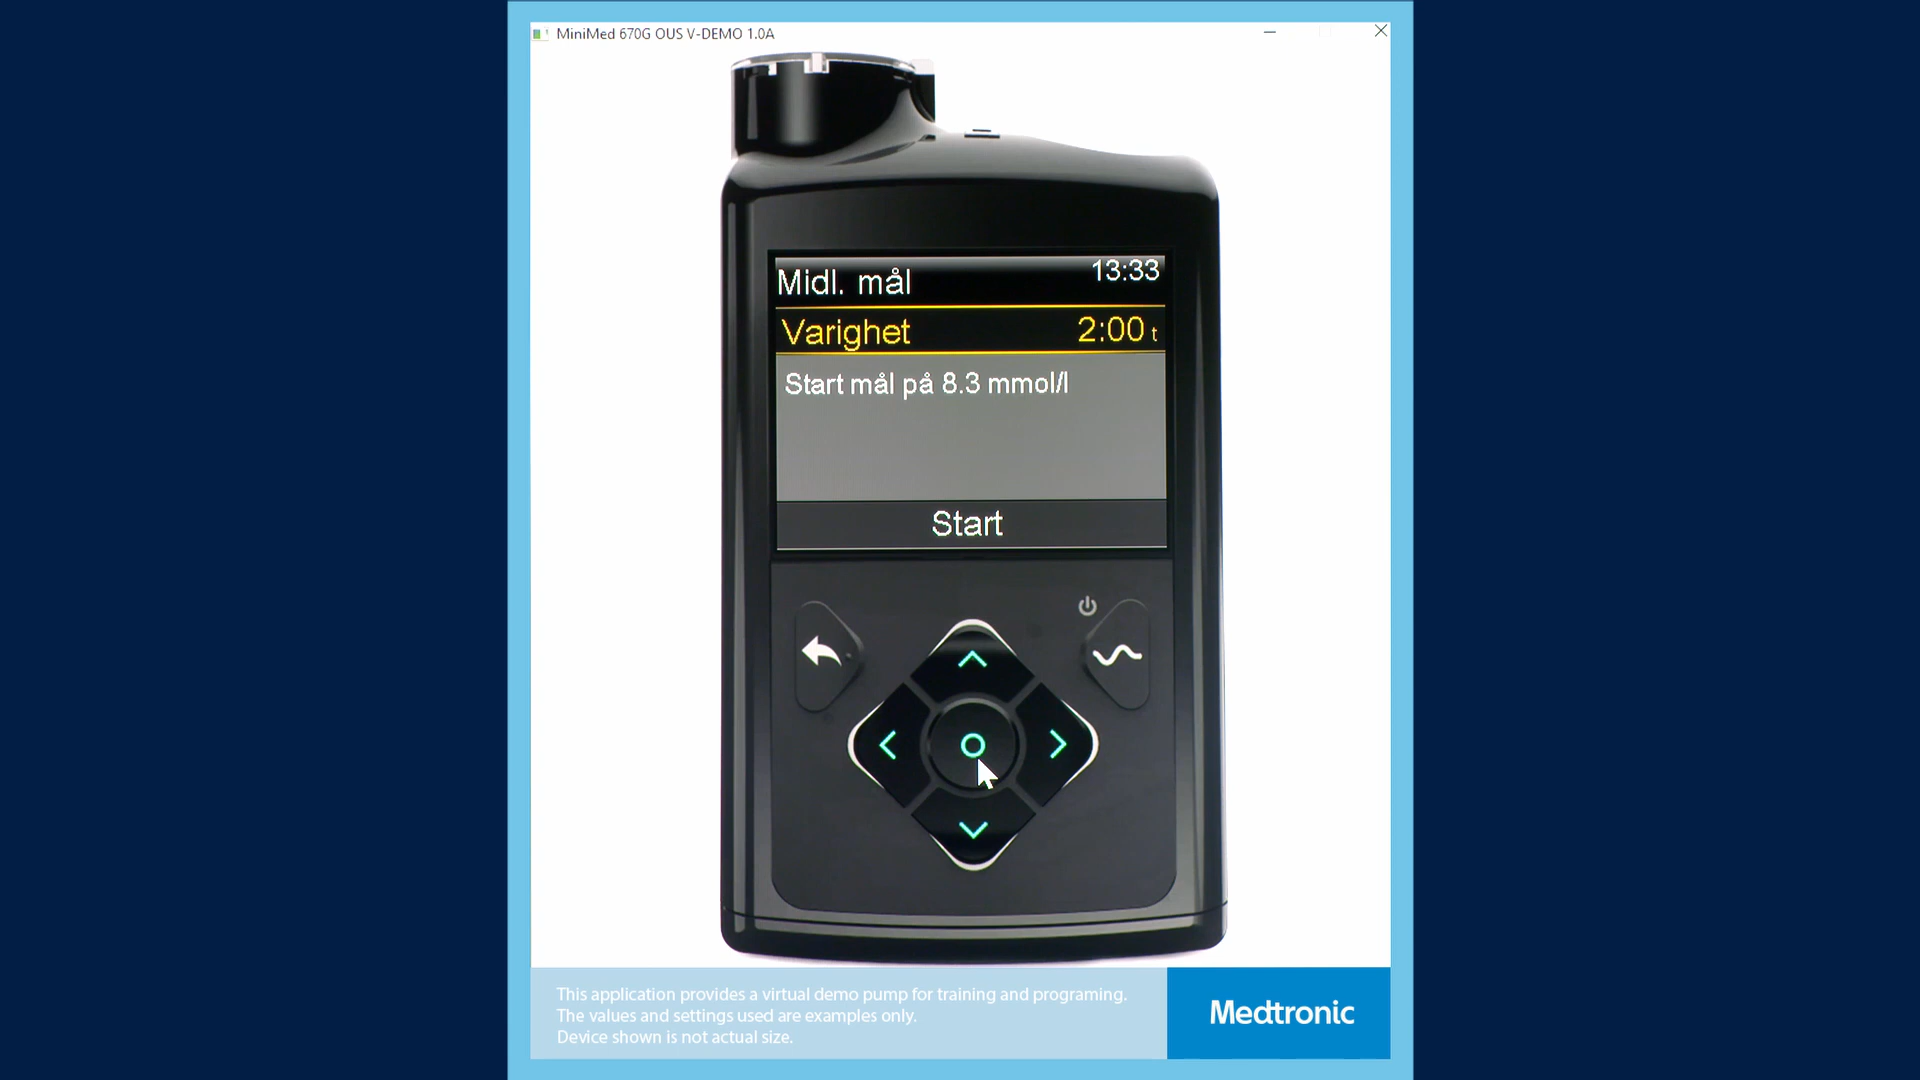 MiniMed 670G OUS V-DEMO 1.0A
Midl. mål 13:33
Varighet 2:00 t
Start mål på 8.3 mmol/l
Start
This application provides a virtual demo pump for training and programing.
The values and settings used are examples only.
Device shown is not actual size.
Medtronic